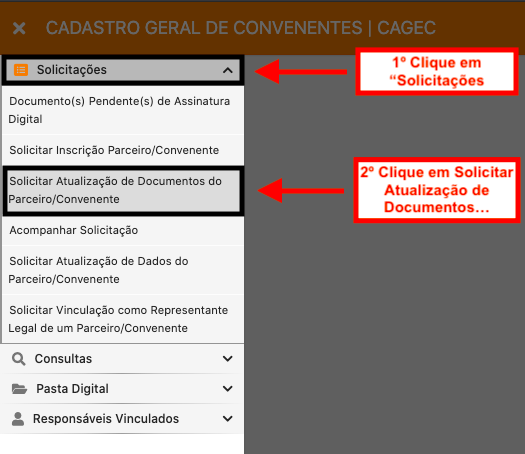 CADASTRO GERAL DE CONVENENTES | CAGEC
Solicitações
1º Clique em
“Solicitações
Documento(s) Pendente(s) de Assinatura
Digital
Solicitar Inscrição Parceiro/Convenente
Solicitar Atualização de Documentos do
Parceiro/Convenente
2º Clique em Solicitar
Atualização de
Documentos...
Acompanhar Solicitação
Solicitar Atualização de Dados do
Parceiro/Convenente
Solicitar Vinculação como Representante
Legal de um Parceiro/Convenente
Consultas
Pasta Digital
Responsáveis Vinculados